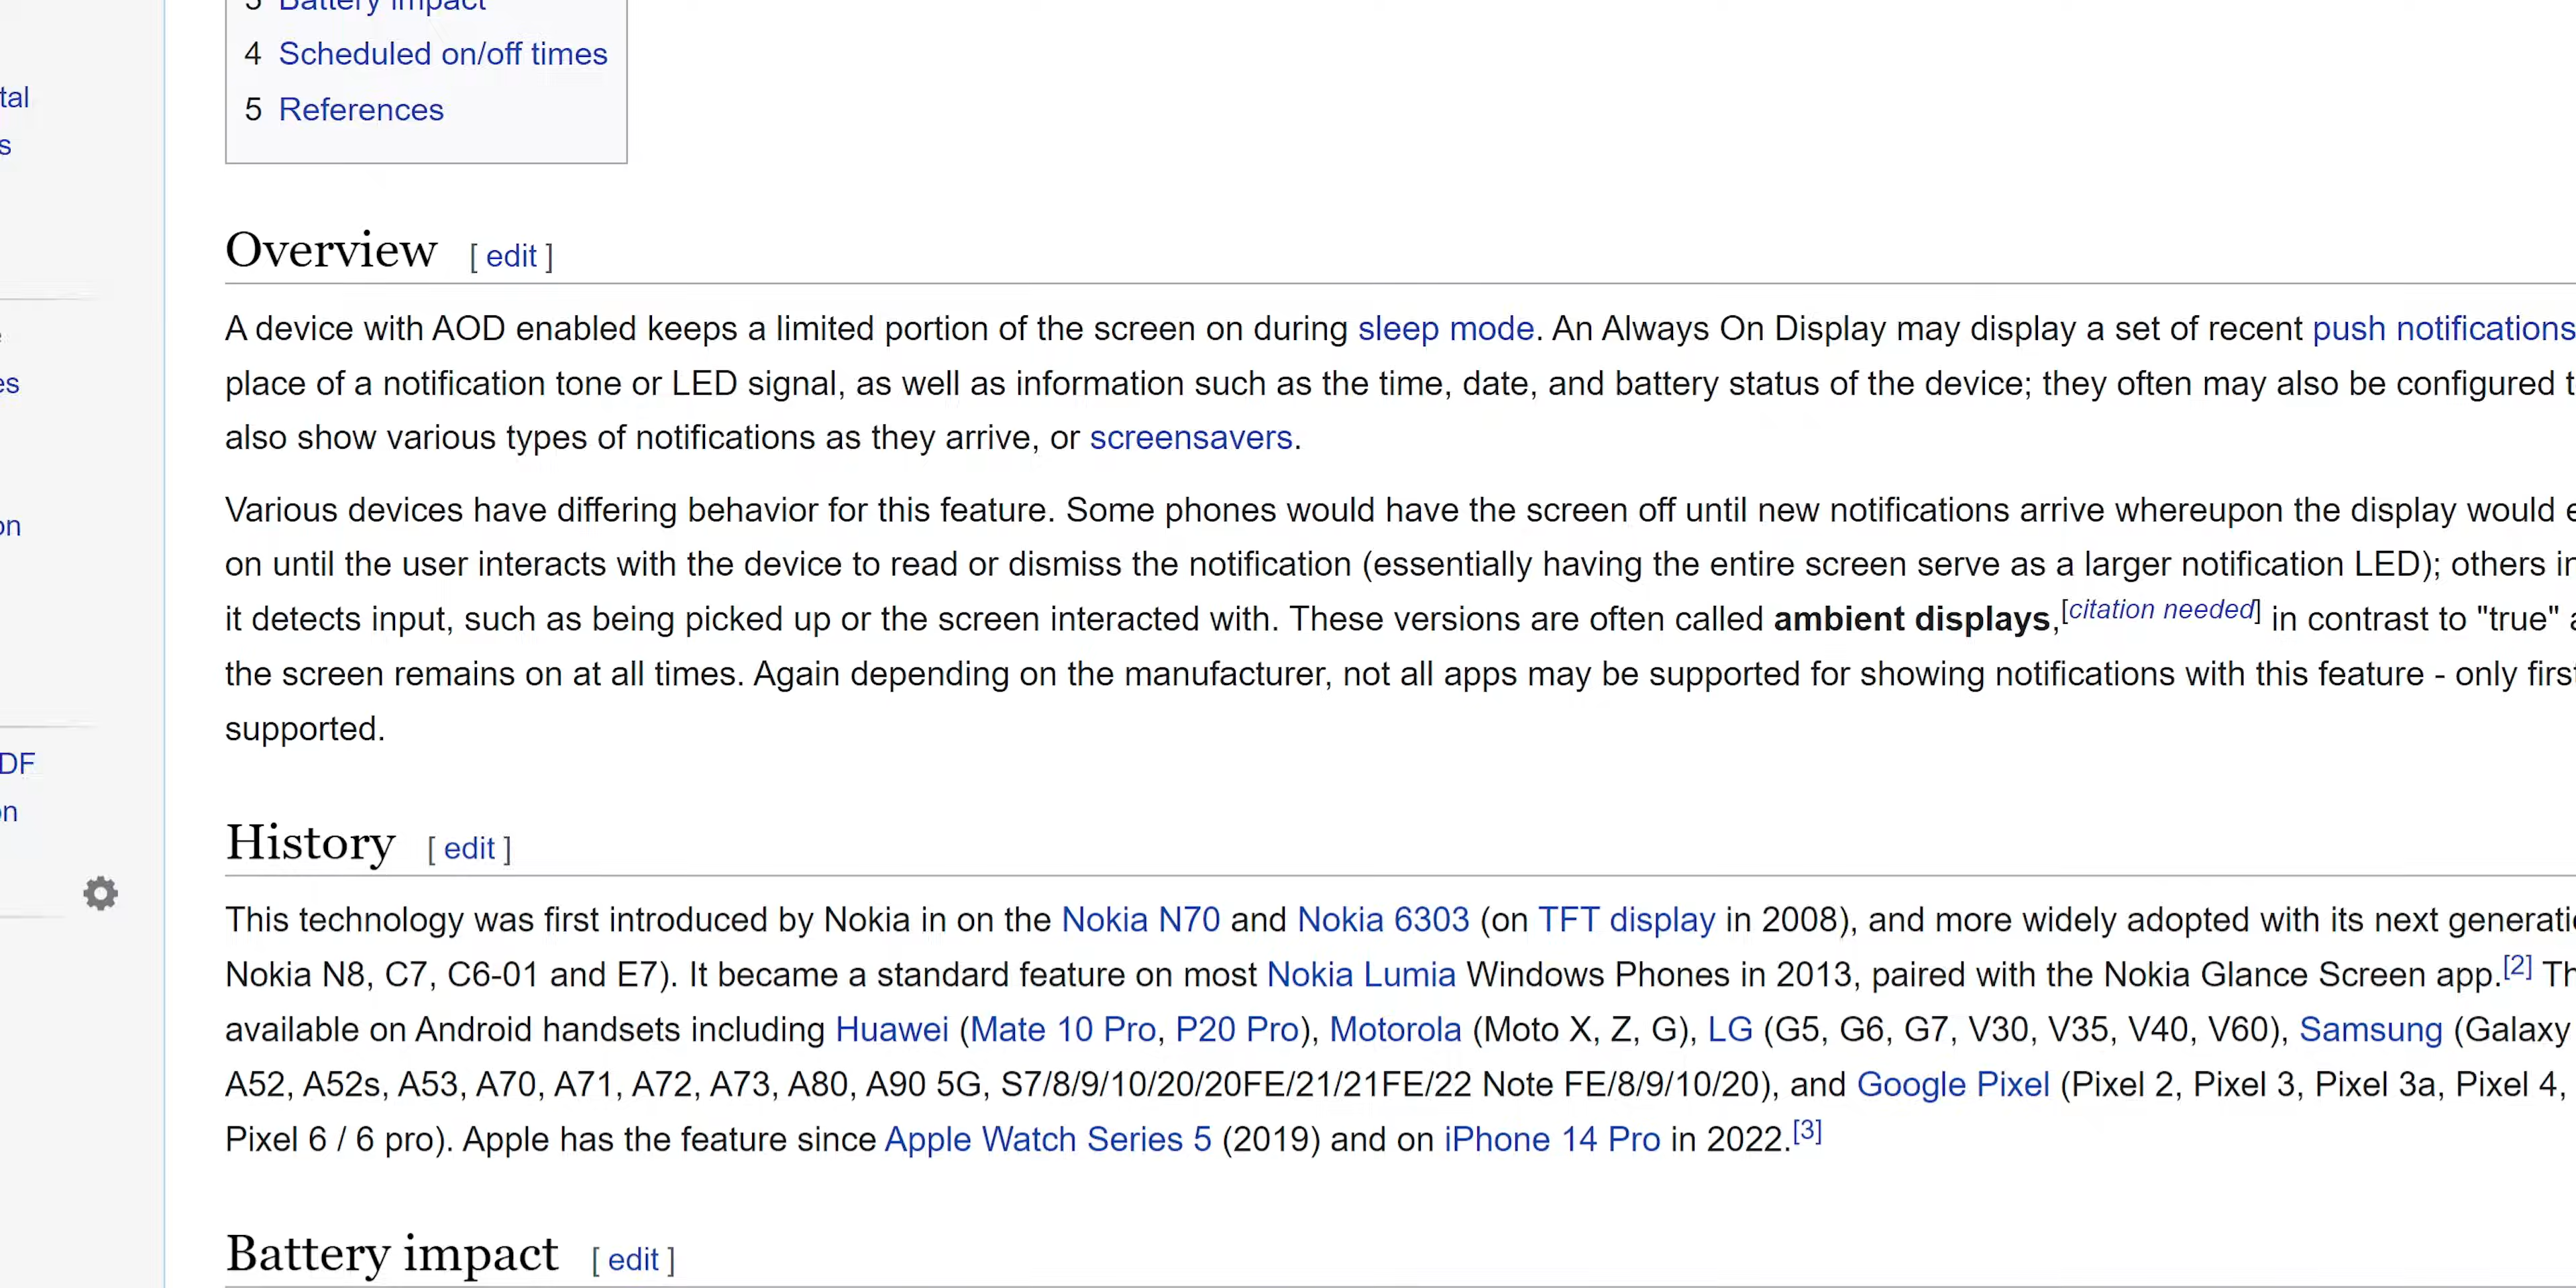 3 Battery impact
4 Scheduled on/off times
5 References
tal
s
es
on
DF
on
Overview [ edit ]
A device with AOD enabled keeps a limited portion of the screen on during sleep mode. An Always On Display may display a set of recent push notifications
place of a notification tone or LED signal, as well as information such as the time, date, and battery status of the device; they often may also be configured t
also show various types of notifications as they arrive, or screensavers.
Various devices have differing behavior for this feature. Some phones would have the screen off until new notifications arrive whereupon the display would e
on until the user interacts with the device to read or dismiss the notification (essentially having the entire screen serve as a larger notification LED); others in
it detects input, such as being picked up or the screen interacted with. These versions are often called ambient displays,[citation needed] in contrast to "true" a
the screen remains on at all times. Again depending on the manufacturer, not all apps may be supported for showing notifications with this feature - only first
supported.
History [ edit ]
This technology was first introduced by Nokia in on the Nokia N70 and Nokia 6303 (on TFT display in 2008), and more widely adopted with its next generati
Nokia N8, C7, C6-01 and E7). It became a standard feature on most Nokia Lumia Windows Phones in 2013, paired with the Nokia Glance Screen app.[2] Th
available on Android handsets including Huawei (Mate 10 Pro, P20 Pro), Motorola (Moto X, Z, G), LG (G5, G6, G7, V30, V35, V40, V60), Samsung (Galaxy
A52, A52s, A53, A70, A71, A72, A73, A80, A90 5G, S7/8/9/10/20/20FE/21/21FE/22 Note FE/8/9/10/20), and Google Pixel (Pixel 2, Pixel 3, Pixel 3a, Pixel 4,
Pixel 6 / 6 pro). Apple has the feature since Apple Watch Series 5 (2019) and on iPhone 14 Pro in 2022.[3]
Battery impact [ edit ]